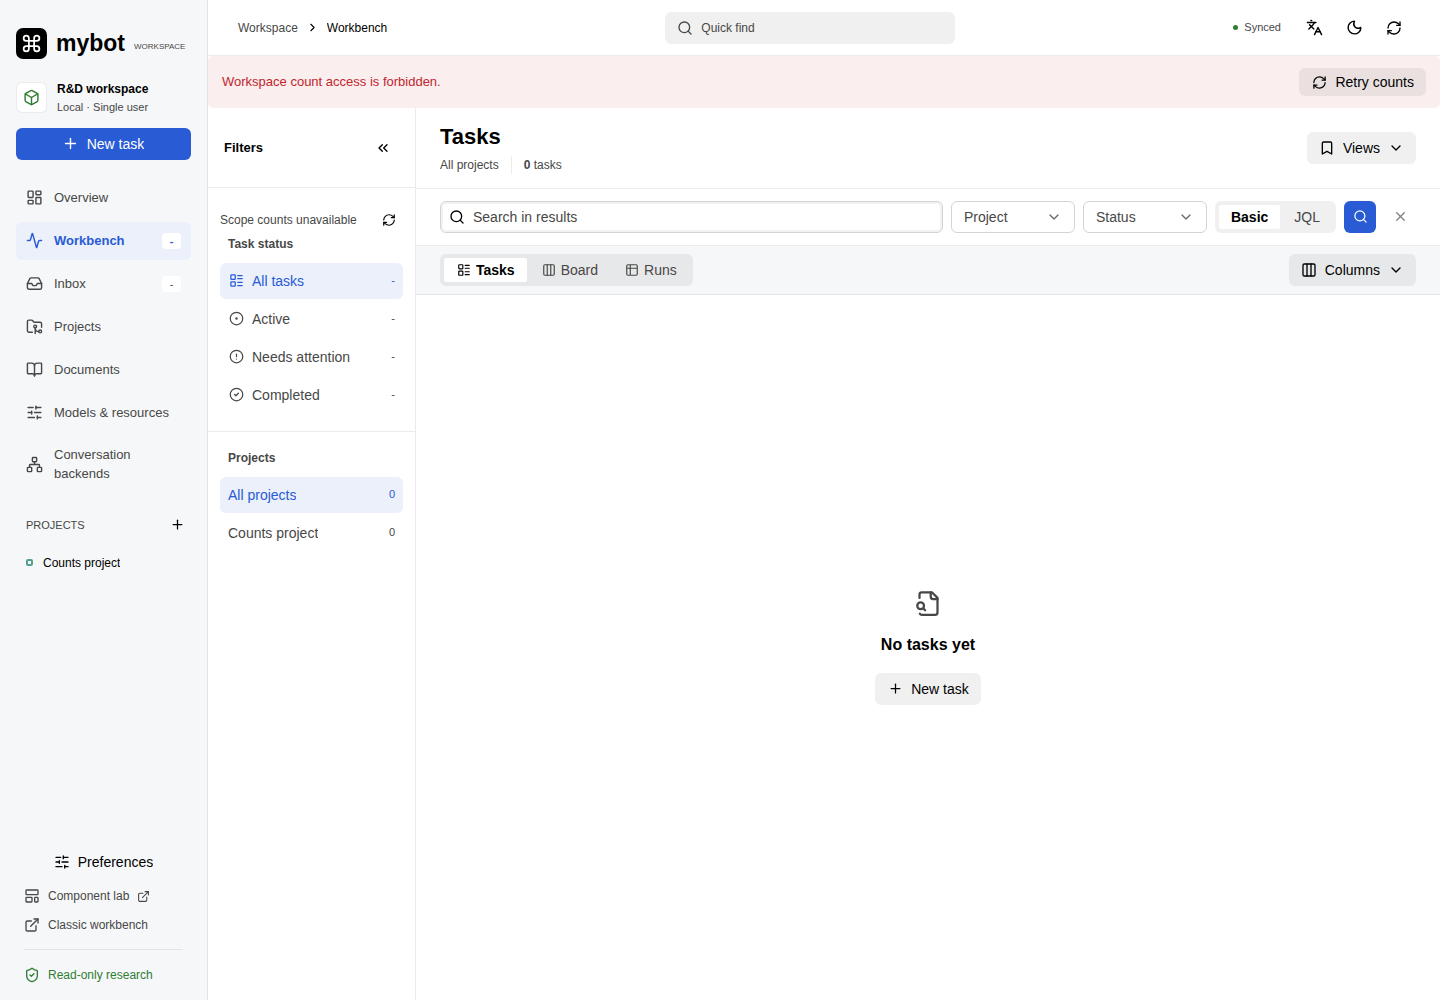 mybot WORKSPACE
R&D workspace
Local · Single user
New task
Overview
Workbench -
Inbox -
Projects
Documents
Models & resources
Conversation
backends
PROJECTS
Counts project
Preferences
Component lab
Classic workbench
Read-only research
Workspace Workbench
Quick find
Synced
Workspace count access is forbidden.
Retry counts
Filters
Scope counts unavailable
Task status
All tasks -
Active -
Needs attention -
Completed -
Projects
All projects 0
Counts project 0
Tasks
All projects 0 tasks
Views
Search in results
Project
Status
Basic JQL
Tasks Board Runs
Columns
No tasks yet
New task